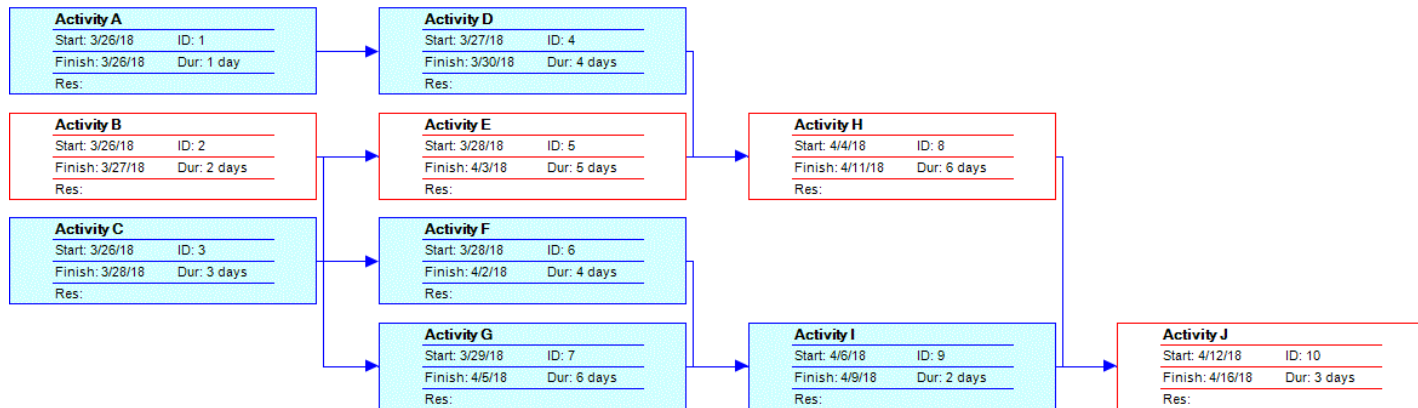 Activity A
Start: 3/26/18 ID: 1
Finish: 3/26/18 Dur: 1 day
Res:
Activity D
Start: 3/27/18 ID: 4
Finish: 3/30/18 Dur: 4 days
Res:
Activity B
Start: 3/26/18 ID: 2
Finish: 3/27/18 Dur: 2 days
Res:
Activity E
Start: 3/28/18 ID: 5
Finish: 4/3/18 Dur: 5 days
Res:
Activity H
Start: 4/4/18 ID: 8
Finish: 4/11/18 Dur: 6 days
Res:
Activity C
Start: 3/26/18 ID: 3
Finish: 3/28/18 Dur: 3 days
Res:
Activity F
Start: 3/28/18 ID: 6
Finish: 4/2/18 Dur: 4 days
Res:
Activity G
Start: 3/29/18 ID: 7
Finish: 4/5/18 Dur: 6 days
Res:
Activity I
Start: 4/6/18 ID: 9
Finish: 4/9/18 Dur: 2 days
Res:
Activity J
Start: 4/12/18 ID: 10
Finish: 4/16/18 Dur: 3 days
Res: